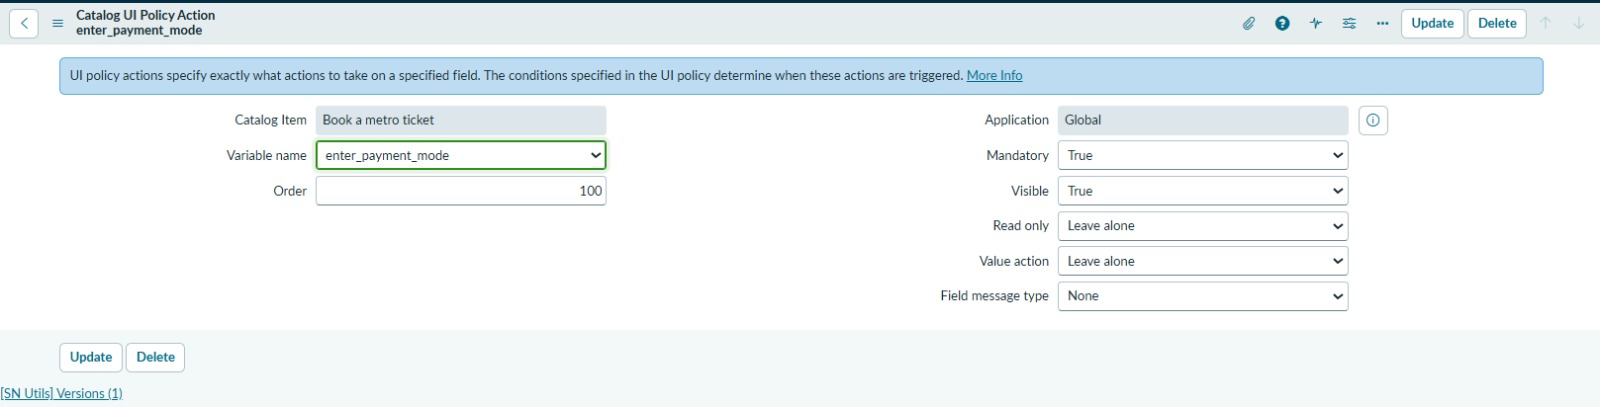 Catalog UI Policy Action
enter_payment_mode
Update
Delete
UI policy actions specify exactly what actions to take on a specified field. The conditions specified in the UI policy determine when these actions are triggered. More Info
Catalog Item Book a metro ticket
Variable name enter_payment_mode
Order 100
Application Global
Mandatory True
Visible True
Read only Leave alone
Value action Leave alone
Field message type None
Update
Delete
[SN Utils] Versions (1)